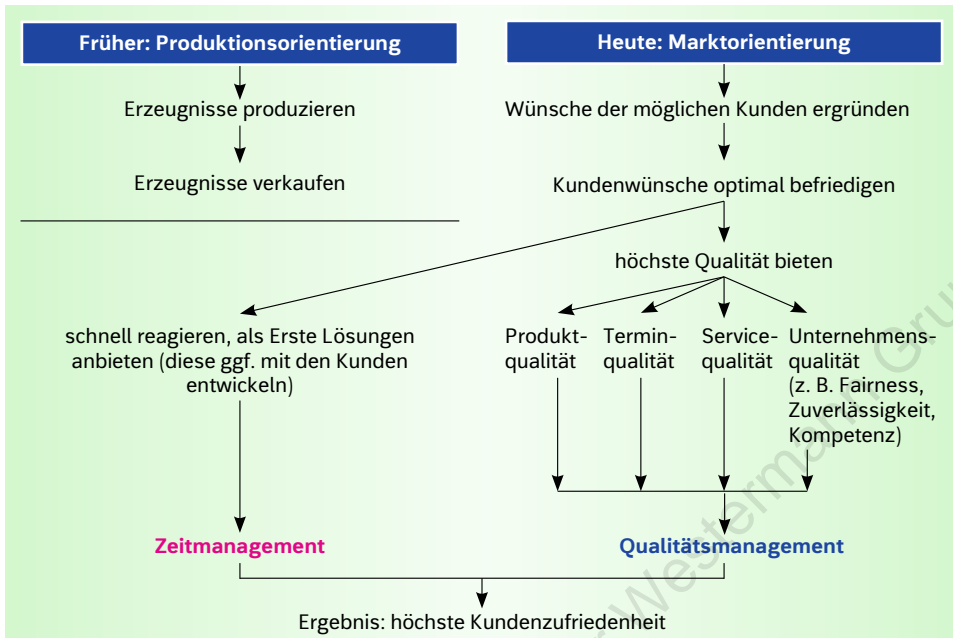 Früher: Produktionsorientierung
Erzeugnisse produzieren
Erzeugnisse verkaufen
Heute: Marktorientierung
Wünsche der möglichen Kunden ergründen
Kundenwünsche optimal befriedigen
höchste Qualität bieten
schnell reagieren, als Erste Lösungen
anbieten (diese ggf. mit den Kunden
entwickeln)
Produkt-
qualität
Termin-
qualität
Service-
qualität
Unternehmens-
qualität
(z. B. Fairness,
Zuverlässigkeit,
Kompetenz)
Zeitmanagement
Qualitätsmanagement
Ergebnis: höchste Kundenzufriedenheit
Westermann